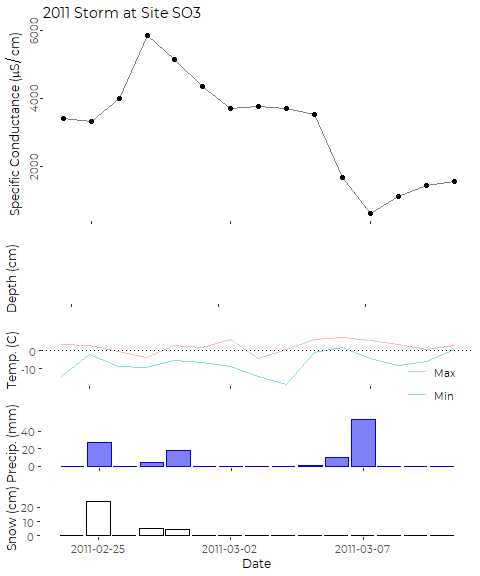 2011 Storm at Site SO3
Specific Conductance (µS/cm)
6000
4000
2000
Depth (cm)
Temp. (C)
0
-10
Max
Min
Precip. (mm)
40
20
0
Snow (cm)
20
10
0
2011-02-25
2011-03-02
2011-03-07
Date